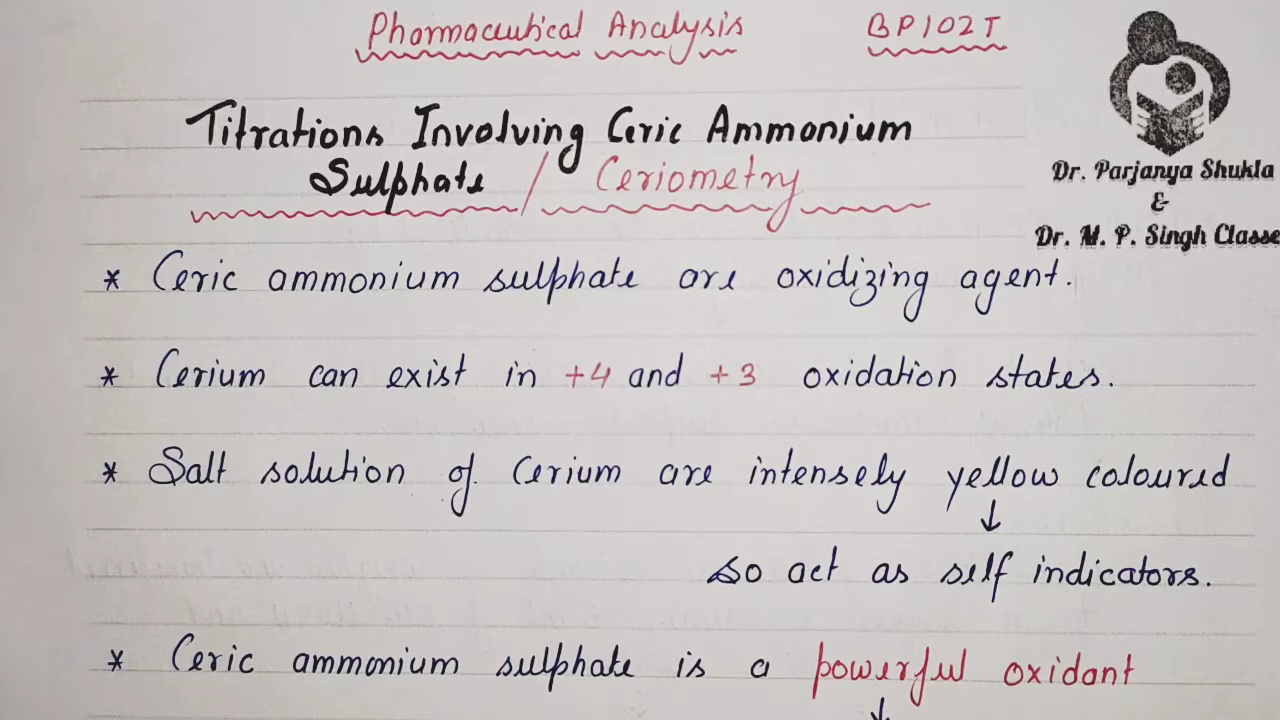 Pharmaceutical Analysis BP102T
Titrations Involving Ceric Ammonium
Sulphate / Ceriometry
Dr. Parjanya Shukla
&
Dr. M. P. Singh Classe
* Ceric ammonium sulphate are oxidizing agent.
* Cerium can exist in +4 and +3 oxidation states.
* Salt solution of Cerium are intensely yellow coloured
↓
so act as self indicators.
* Ceric ammonium sulphate is a powerful oxidant
↓